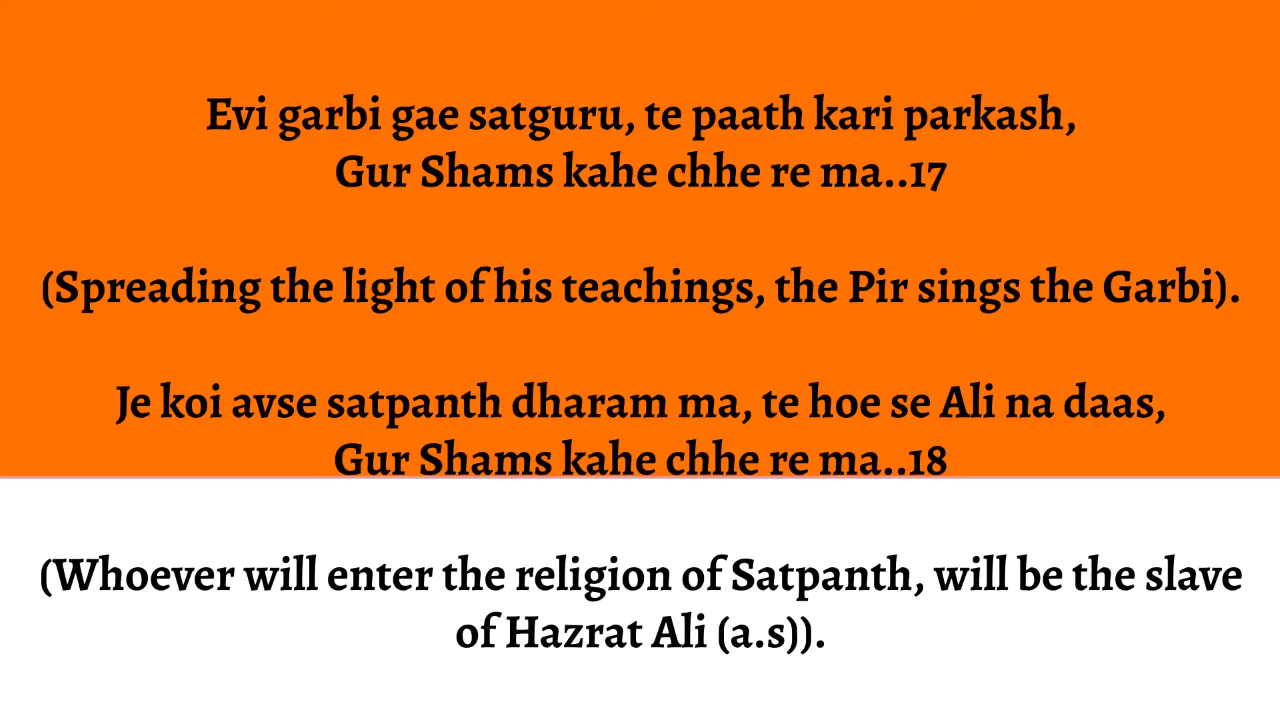 Evi garbi gae satguru, te paath kari parkash,
Gur Shams kahe chhe re ma..17
(Spreading the light of his teachings, the Pir sings the Garbi).
Je koi avse satpanth dharam ma, te hoe se Ali na daas,
Gur Shams kahe chhe re ma..18
(Whoever will enter the religion of Satpanth, will be the slave
of Hazrat Ali (a.s)).